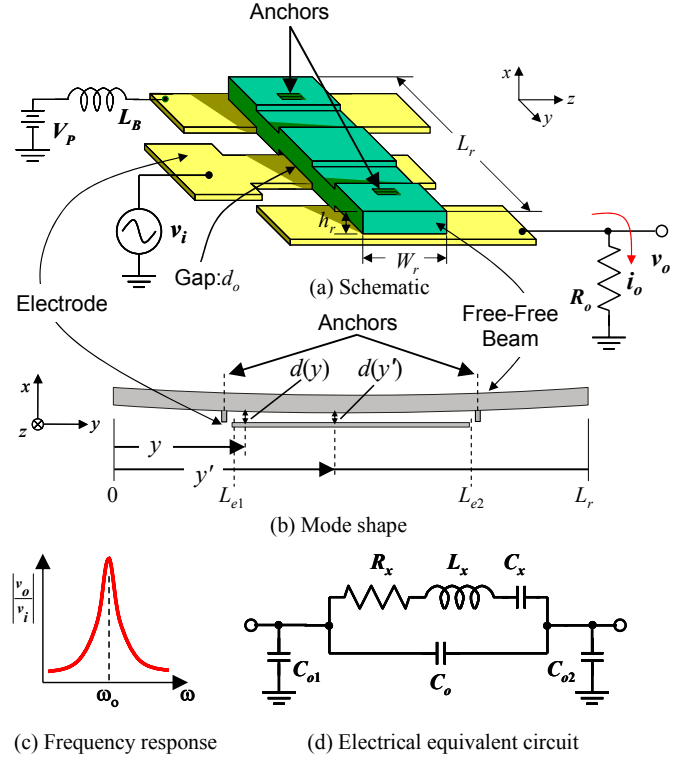 Anchors
x
z
y
L_B
V_P
L_r
v_i
h_r
W_r
Gap:d_o
(a) Schematic
v_o
i_o
R_o
Electrode
Free-Free
Beam
Anchors
d(y) d(y')
x
z y
y
y'
0 L_e1 L_e2 L_r
(b) Mode shape
|v_o/v_i|
ω_o ω
(c) Frequency response
R_x L_x C_x
C_o1 C_o C_o2
(d) Electrical equivalent circuit